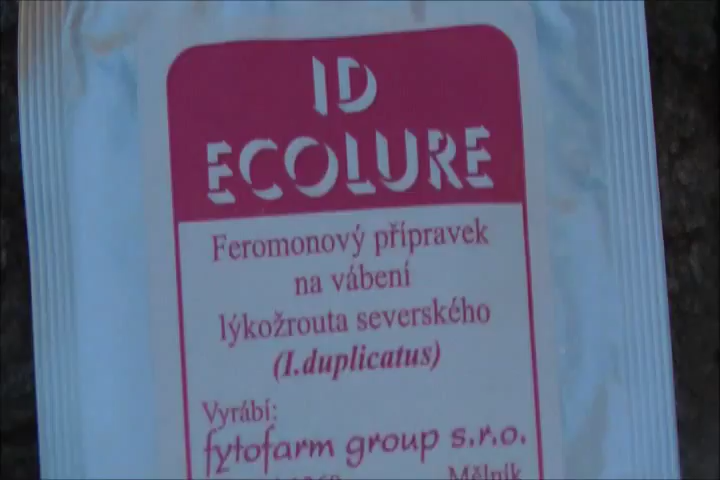 ID
ECOLURE
Feromonový přípravek
na vábení
lýkožrouta severského
(I.duplicatus)
Vyrábí:
fytofarm group s.r.o.
Mělník